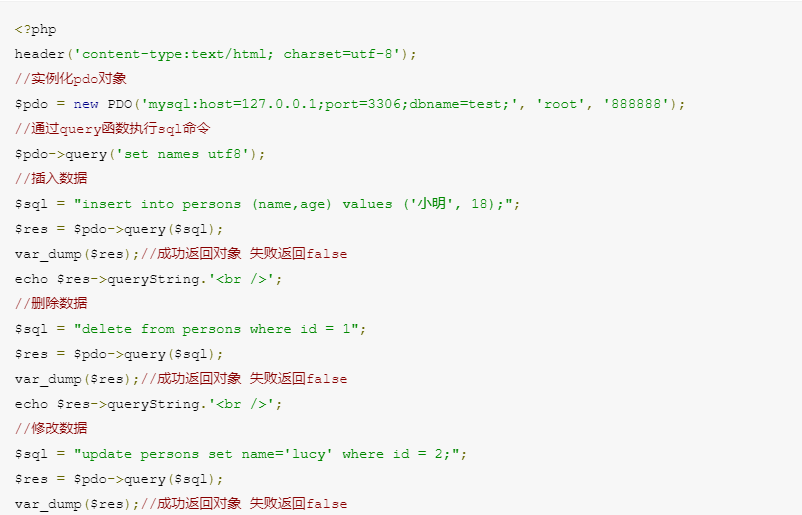 <?php
header('content-type:text/html; charset=utf-8');
//实例化pdo对象
$pdo = new PDO('mysql:host=127.0.0.1;port=3306;dbname=test;', 'root', '888888');
//通过query函数执行sql命令
$pdo->query('set names utf8');
//插入数据
$sql = "insert into persons (name,age) values ('小明', 18);";
$res = $pdo->query($sql);
var_dump($res);//成功返回对象 失败返回false
echo $res->queryString.'<br />';
//删除数据
$sql = "delete from persons where id = 1";
$res = $pdo->query($sql);
var_dump($res);//成功返回对象 失败返回false
echo $res->queryString.'<br />';
//修改数据
$sql = "update persons set name='lucy' where id = 2;";
$res = $pdo->query($sql);
var_dump($res);//成功返回对象 失败返回false